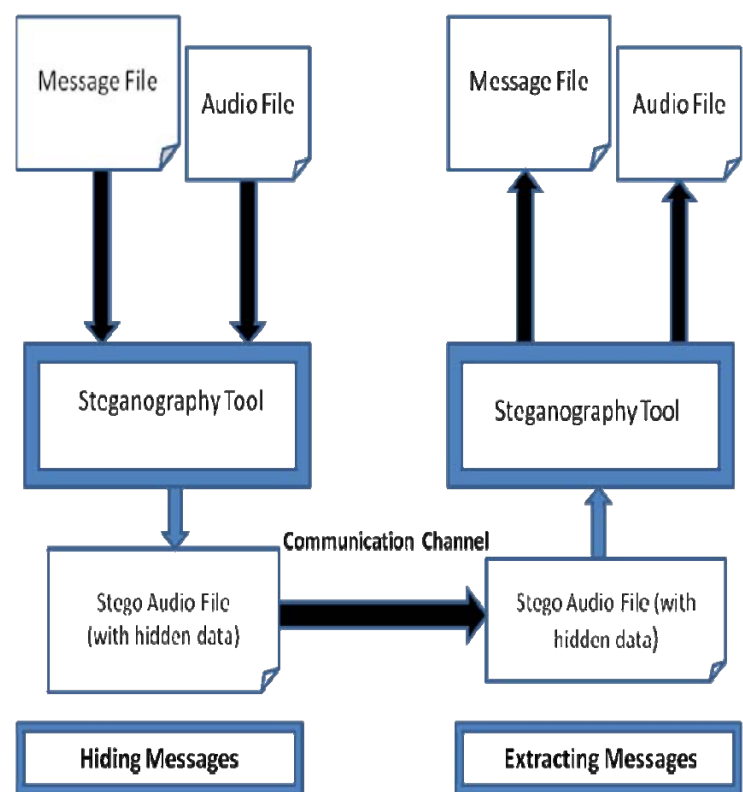 Message File
Audio File
Message File
Audio File
Steganography Tool
Steganography Tool
Communication Channel
Stego Audio File
(with hidden data)
Stego Audio File (with
hidden data)
Hiding Messages
Extracting Messages